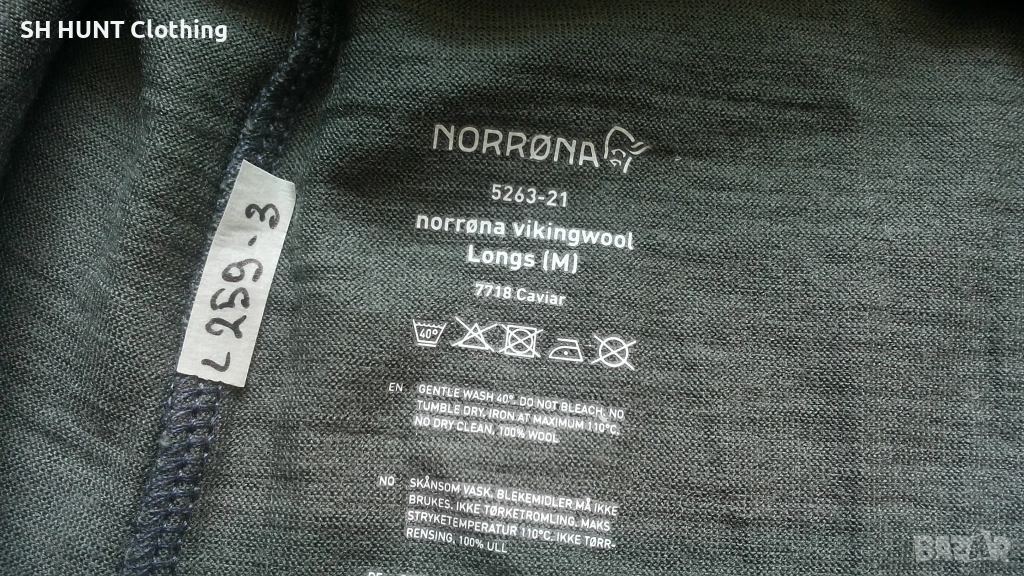 SH HUNT Clothing
NORRØNA
5263-21
norrøna vikingwool
Longs (M)
7718 Caviar
40°
EN GENTLE WASH 40°. DO NOT BLEACH, NO
TUMBLE DRY, IRON AT MAXIMUM 110°C,
NO DRY CLEAN, 100% WOOL
NO SKÅNSOM VASK, BLEKEMIDLER MÅ IKKE
BRUKES, IKKE TØRKETROMLING, MAKS
STRYKETEMPERATUR 110°C, IKKE TØRR-
RENSING, 100% ULL
L 259-3
BAZAR